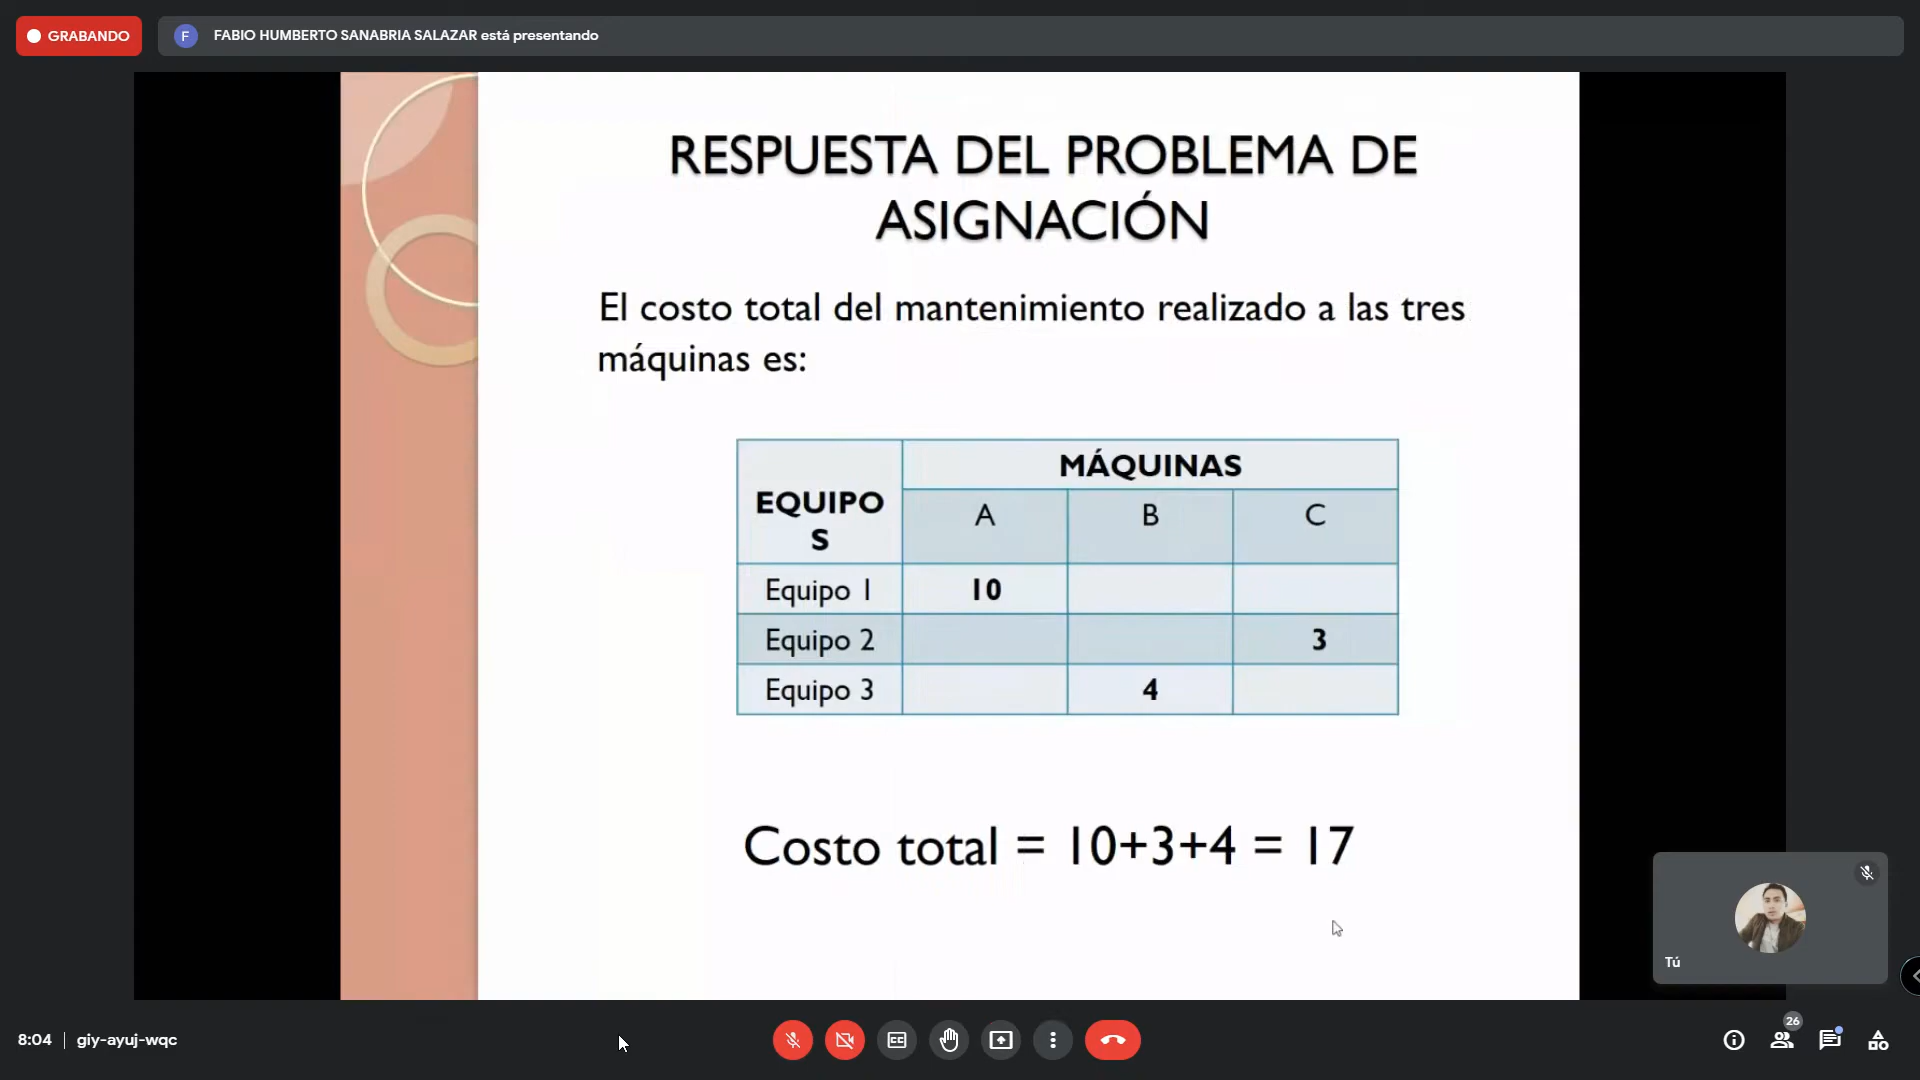 GRABANDO
F
FABIO HUMBERTO SANABRIA SALAZAR está presentando
RESPUESTA DEL PROBLEMA DE
ASIGNACIÓN
El costo total del mantenimiento realizado a las tres
máquinas es:
EQUIPO
S
MÁQUINAS
A B C
Equipo 1 10
Equipo 2 3
Equipo 3 4
Costo total = 10+3+4 = 17
Tú
8:04 giy-ayuj-wqc
26